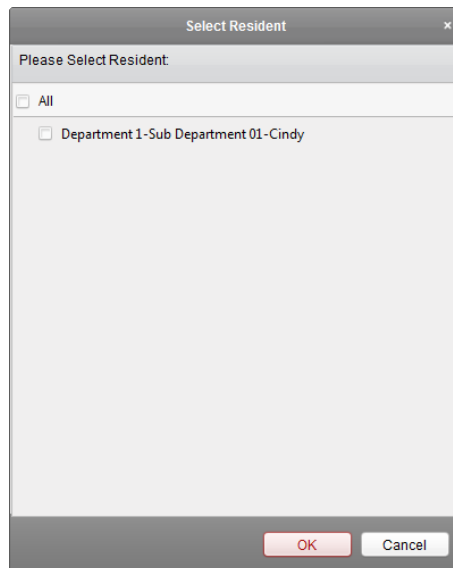 Select Resident
×
Please Select Resident:
All
Department 1-Sub Department 01-Cindy
OK
Cancel